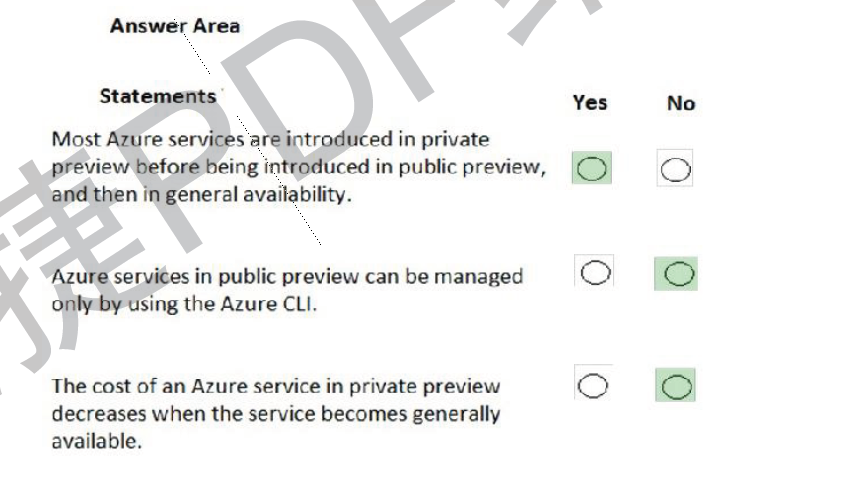 Answer Area
Statements
Yes No
Most Azure services are introduced in private
preview before being introduced in public preview,
and then in general availability.
Azure services in public preview can be managed
only by using the Azure CLI.
The cost of an Azure service in private preview
decreases when the service becomes generally
available.
捷PDF